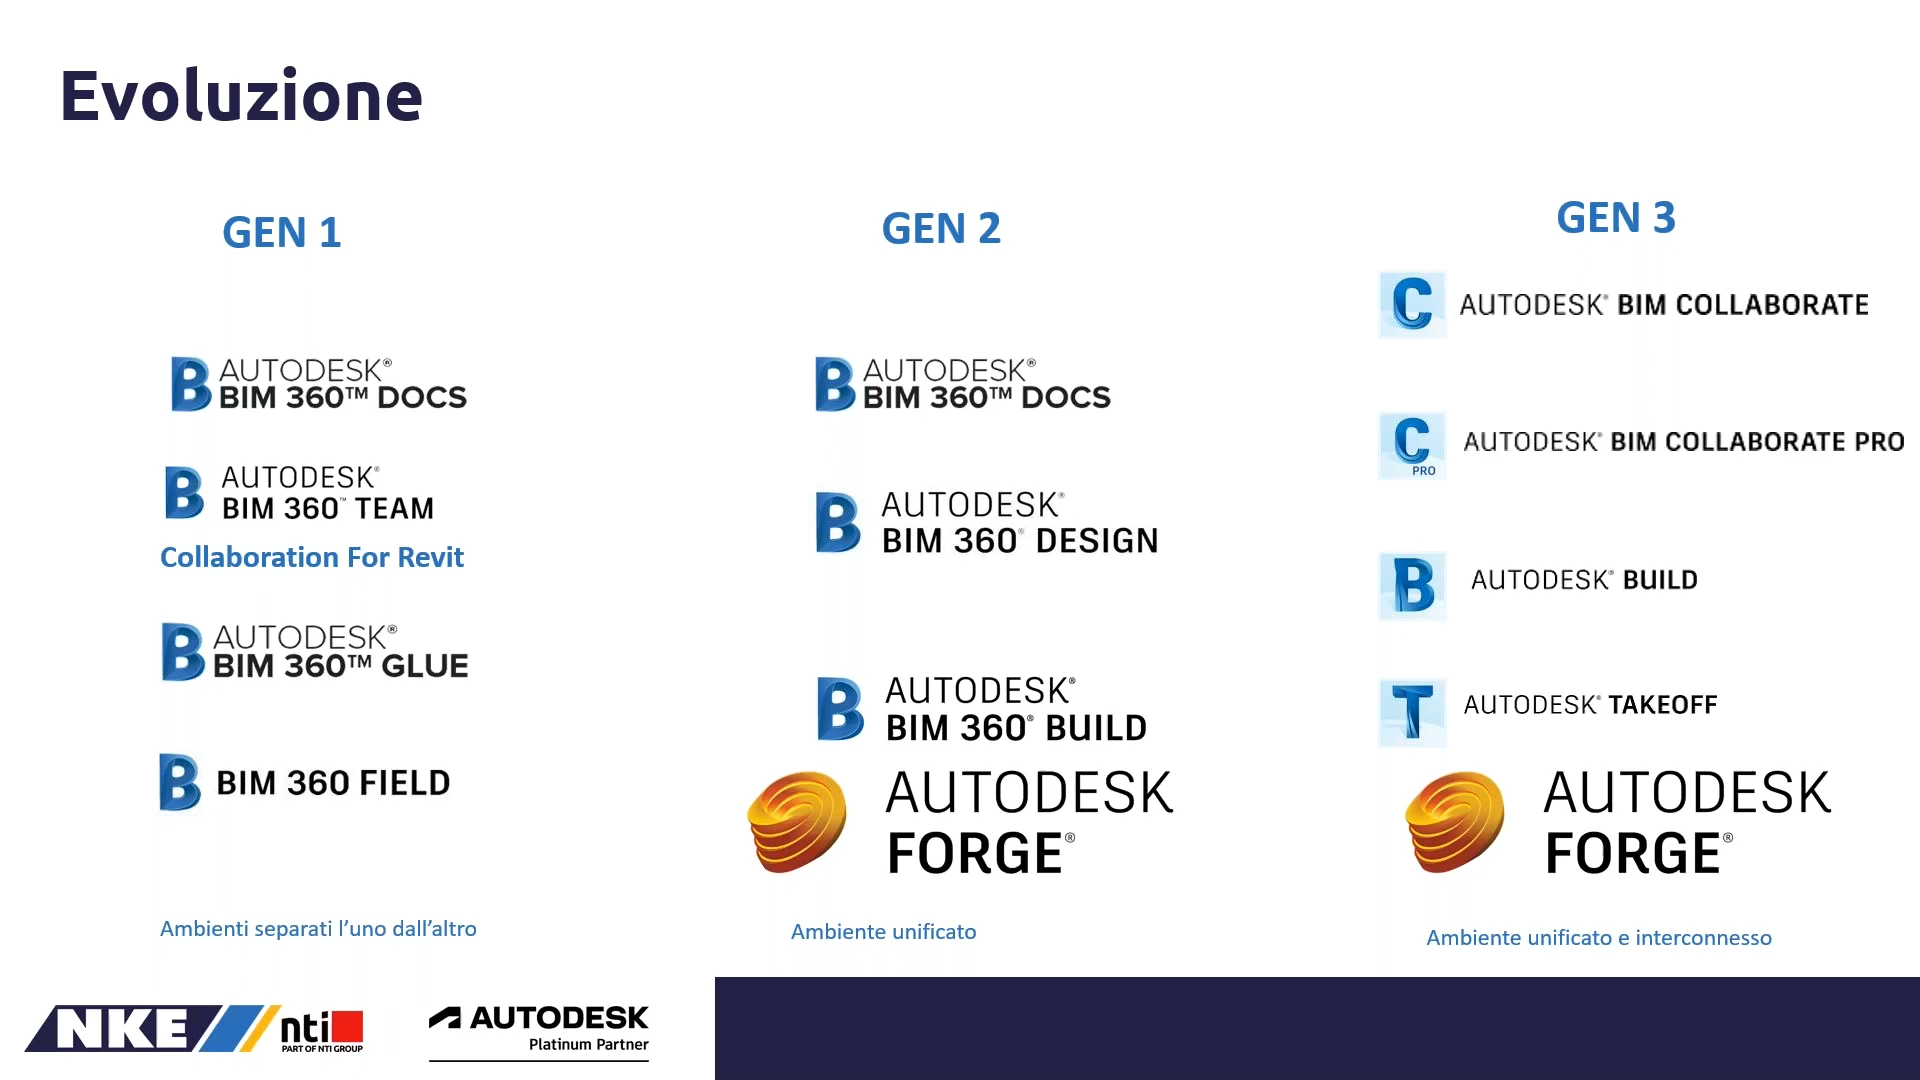 Evoluzione
GEN 1
AUTODESK®
BIM 360™ DOCS
AUTODESK®
BIM 360™ TEAM
Collaboration For Revit
AUTODESK®
BIM 360™ GLUE
BIM 360 FIELD
Ambienti separati l’uno dall’altro
GEN 2
AUTODESK®
BIM 360™ DOCS
AUTODESK®
BIM 360® DESIGN
AUTODESK®
BIM 360® BUILD
AUTODESK
FORGE®
Ambiente unificato
GEN 3
AUTODESK® BIM COLLABORATE
PRO
AUTODESK® BIM COLLABORATE PRO
AUTODESK® BUILD
AUTODESK® TAKEOFF
AUTODESK
FORGE®
Ambiente unificato e interconnesso
NKE
nti
PART OF NTI GROUP
AUTODESK
Platinum Partner